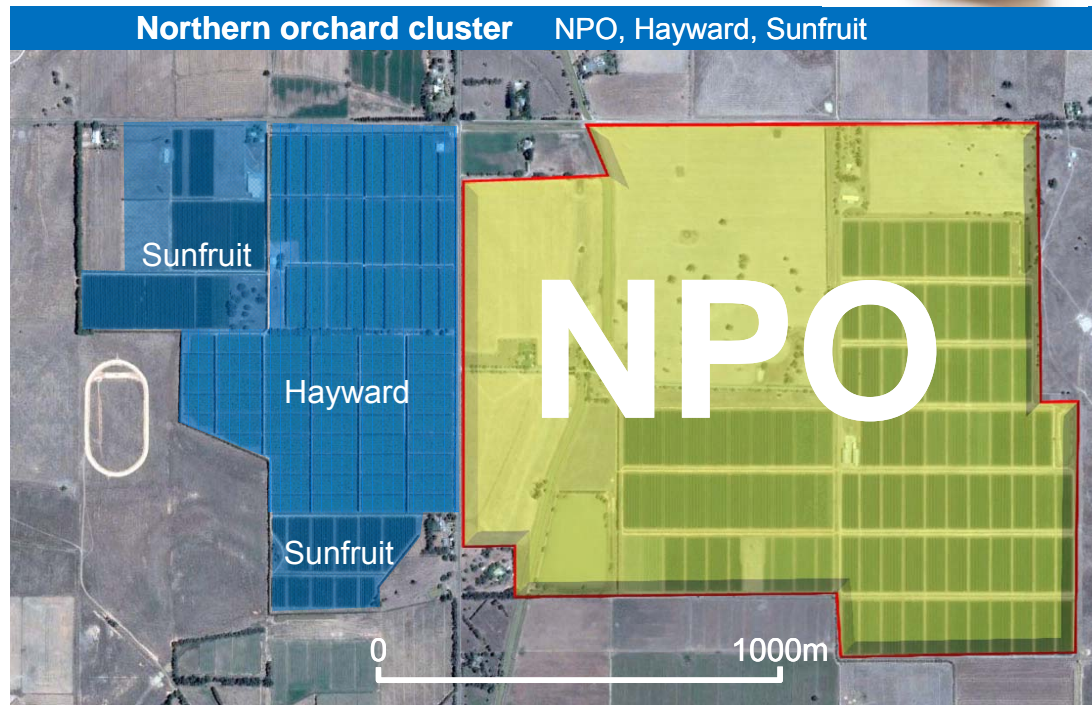 Northern orchard cluster NPO, Hayward, Sunfruit
Sunfruit
NPO
Hayward
Sunfruit
0 1000m